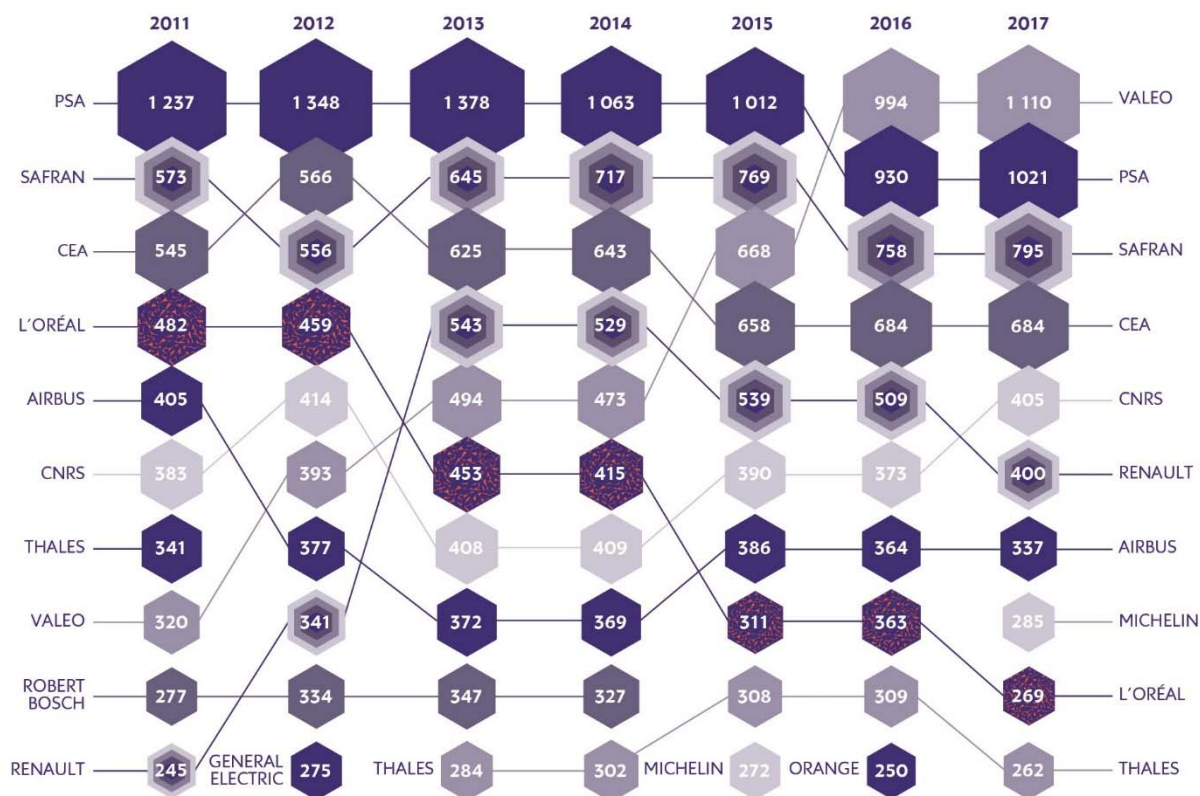 2011 2012 2013 2014 2015 2016 2017
PSA 1 237 1 348 1 378 1 063 1 012 994 1 110 VALEO
SAFRAN 573 566 645 717 769 930 1021 PSA
CEA 545 556 625 643 668 758 795 SAFRAN
L'ORÉAL 482 459 543 529 658 684 684 CEA
AIRBUS 405 414 494 473 539 509 405 CNRS
CNRS 383 393 453 415 390 373 400 RENAULT
THALES 341 377 408 409 386 364 337 AIRBUS
VALEO 320 341 372 369 311 363 285 MICHELIN
ROBERT
BOSCH 277 334 347 327 308 309 269 L'ORÉAL
RENAULT 245 GENERAL
ELECTRIC 275 THALES 284 302 MICHELIN 272 ORANGE 250 262 THALES